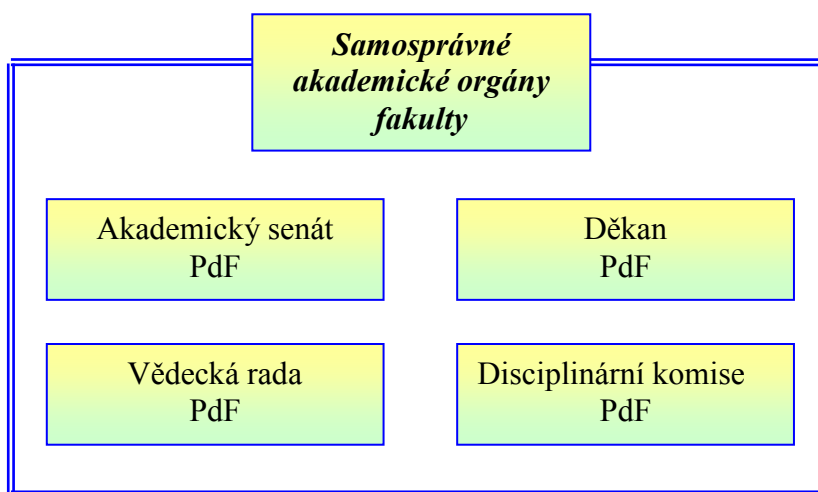 Samosprávné
akademické orgány
fakulty
Akademický senát
PdF
Děkan
PdF
Vědecká rada
PdF
Disciplinární komise
PdF